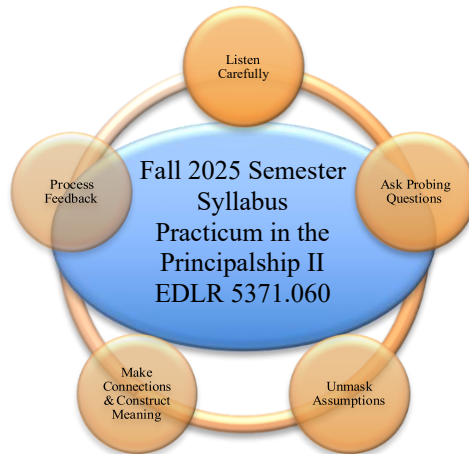 Listen
Carefully
Fall 2025 Semester
Syllabus
Practicum in the
Principalship II
EDLR 5371.060
Ask Probing
Questions
Unmask
Assumptions
Make
Connections
& Construct
Meaning
Process
Feedback